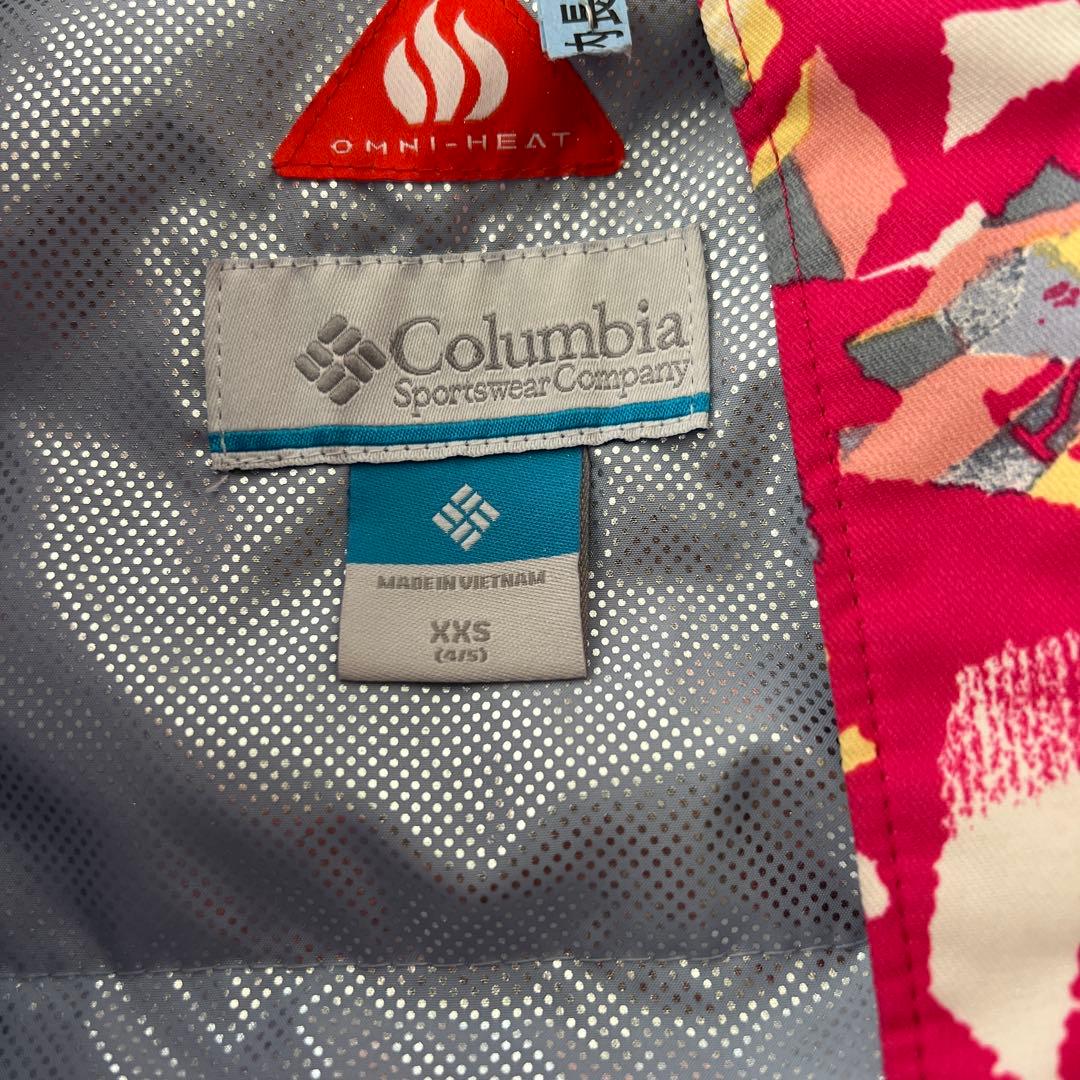 OMNI-HEAT
Columbia
Sportswear Company
MADE IN VIETNAM
XXS
(4/5)